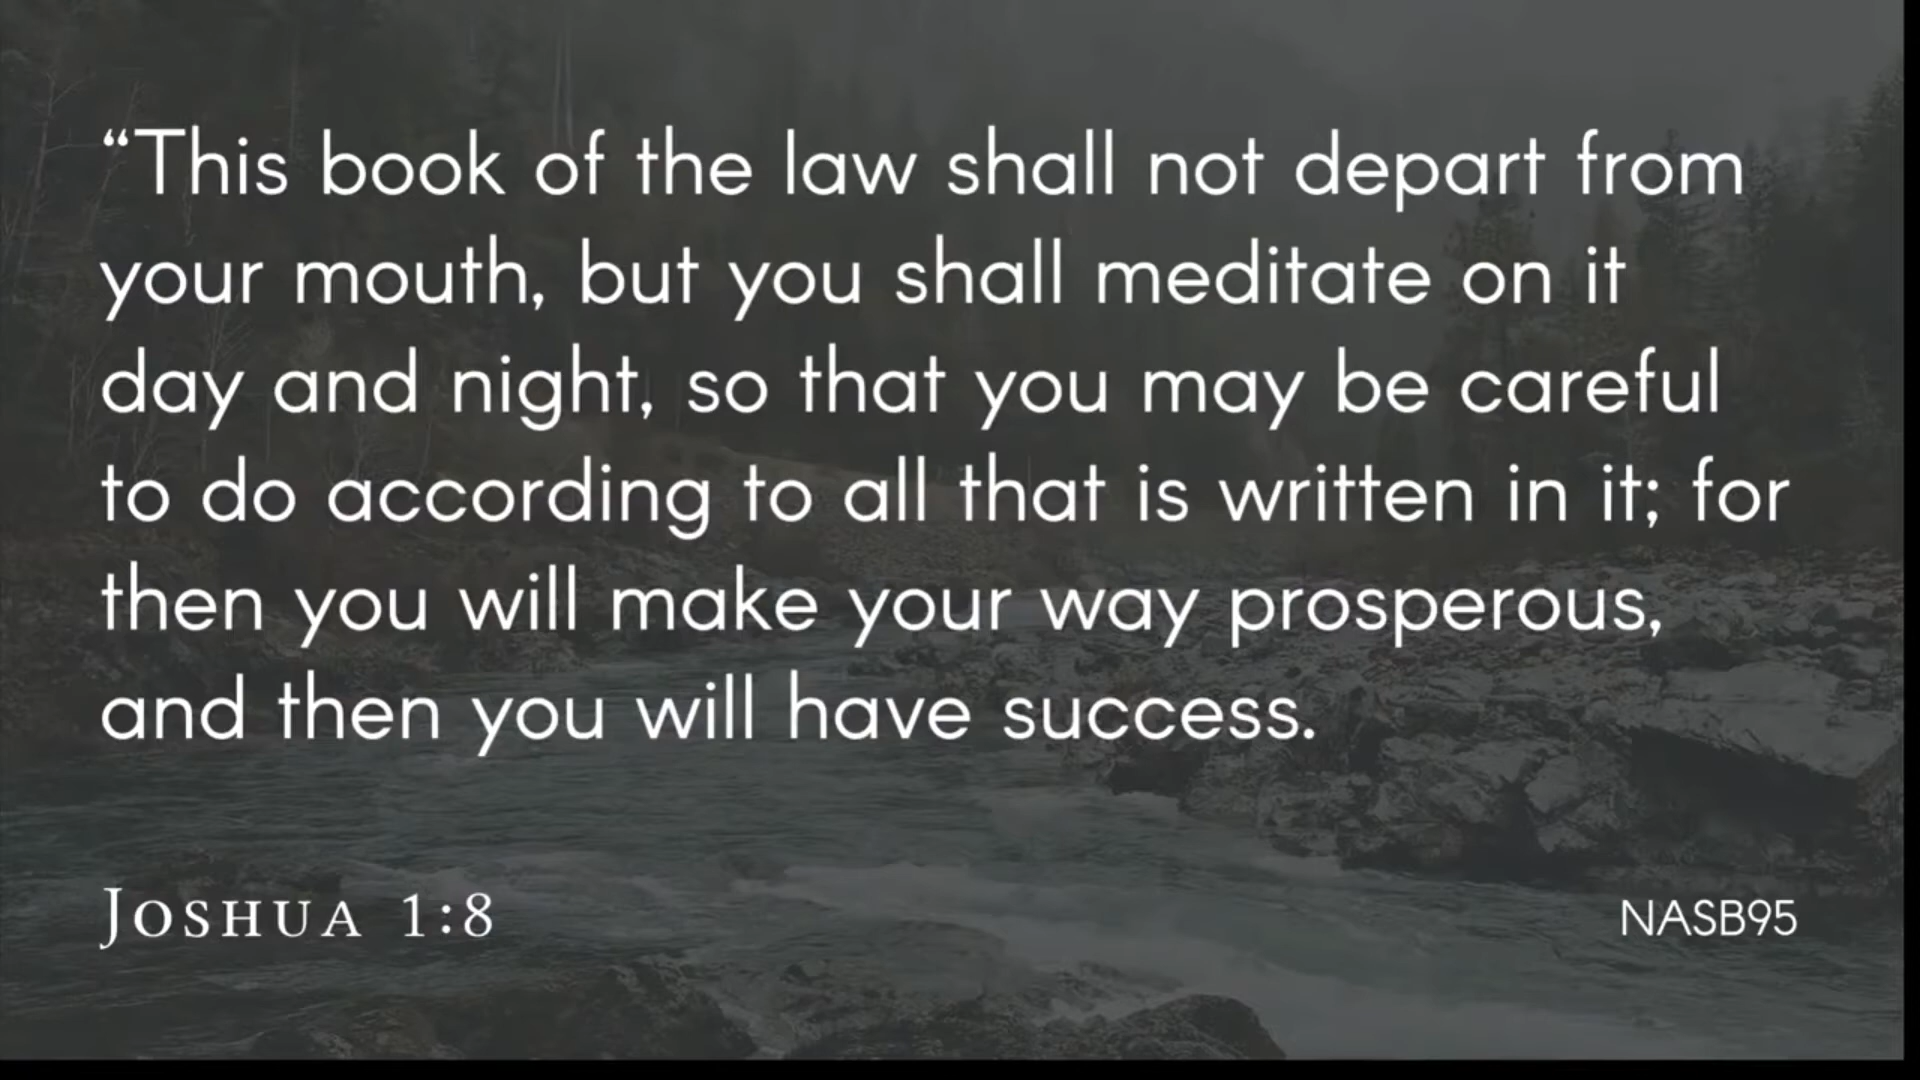 “This book of the law shall not depart from
your mouth, but you shall meditate on it
day and night, so that you may be careful
to do according to all that is written in it; for
then you will make your way prosperous,
and then you will have success.
Joshua 1:8
NASB95